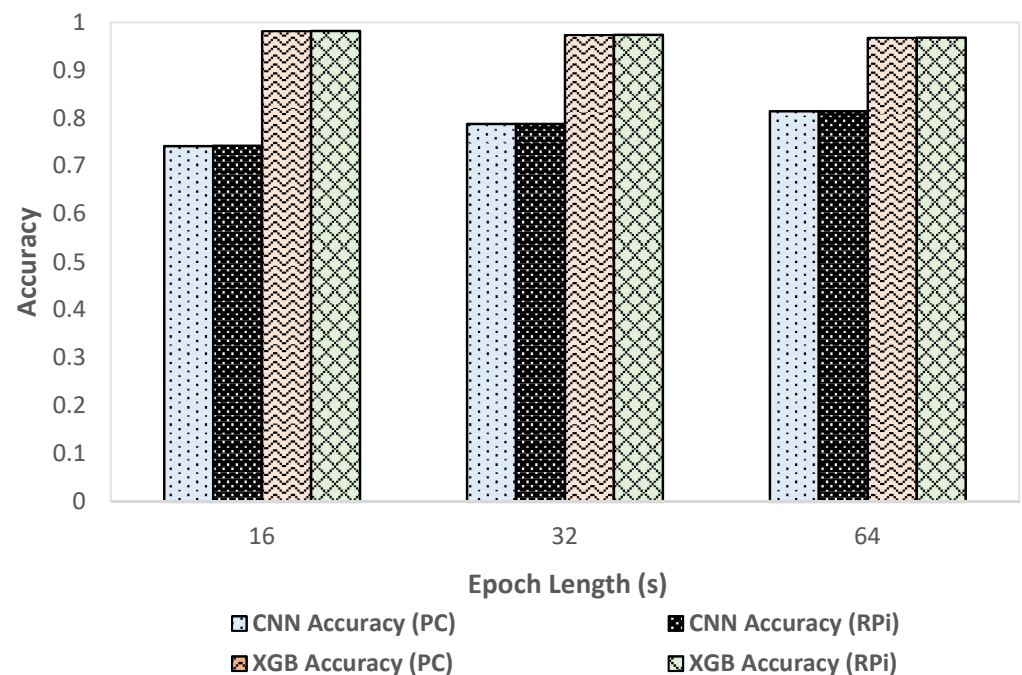 1
0.9
0.8
0.7
0.6
0.5
0.4
0.3
0.2
0.1
0
Accuracy
16 32 64
Epoch Length (s)
CNN Accuracy (PC) CNN Accuracy (RPi)
XGB Accuracy (PC) XGB Accuracy (RPi)